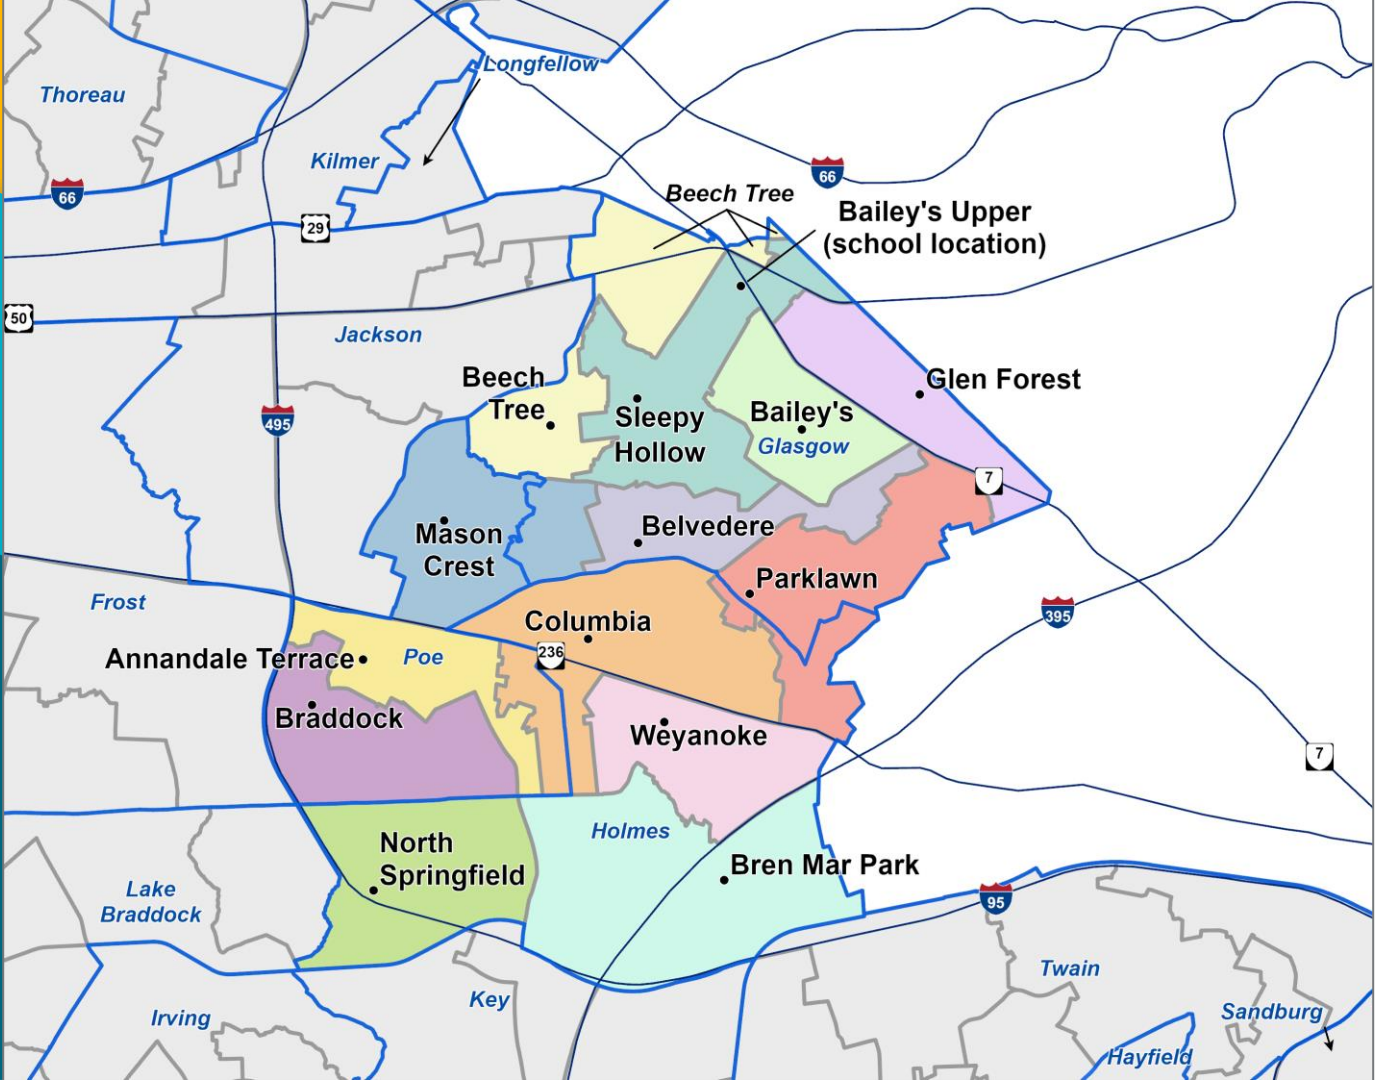 Longfellow
Thoreau
Kilmer
66
66
Beech Tree
Bailey's Upper
(school location)
29
50
Jackson
Beech
Tree
Glen Forest
Sleepy
Hollow
Bailey's
Glasgow
495
7
Mason
Crest
Belvedere
Parklawn
Frost
395
Columbia
236
Annandale Terrace
Poe
Braddock
Weyanoke
7
Holmes
North
Springfield
Bren Mar Park
Lake
Braddock
95
Twain
Key
Irving
Sandburg
Hayfield